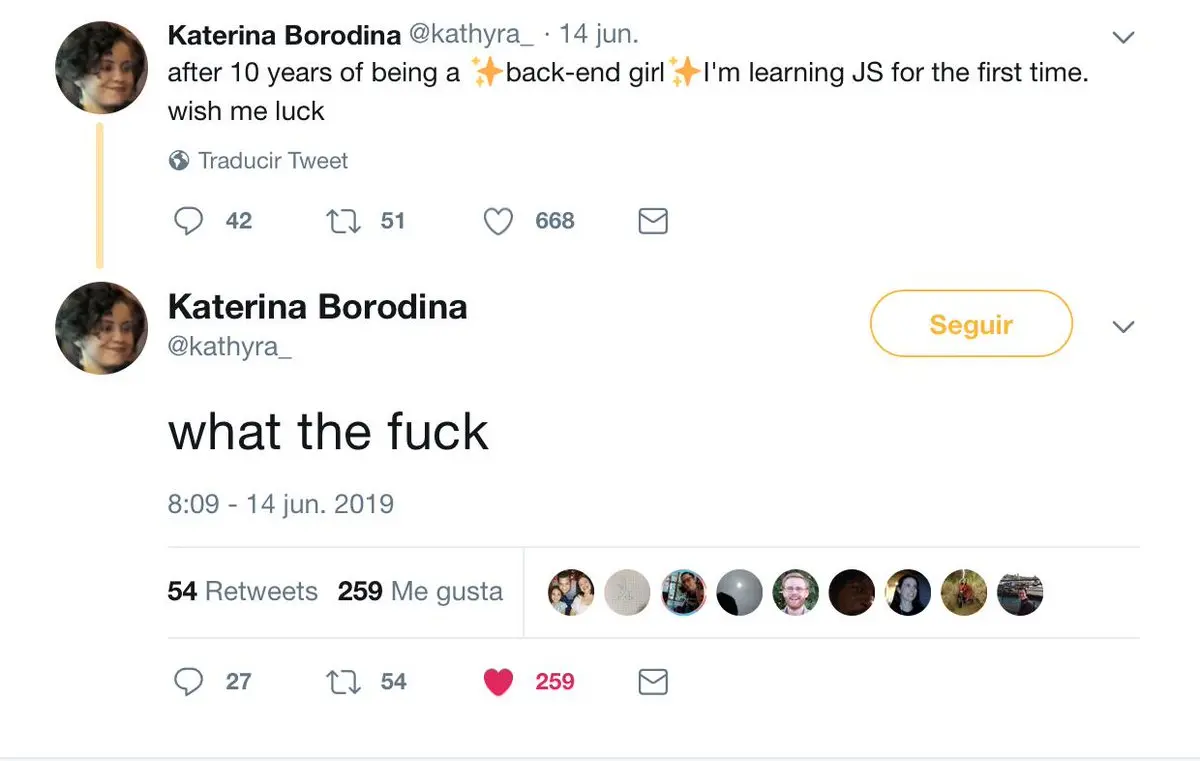 Katerina Borodina @kathyra_ · 14 jun.
after 10 years of being a ✨back-end girl✨I'm learning JS for the first time.
wish me luck
Traducir Tweet
42 51 668
Katerina Borodina
Seguir
@kathyra_
what the fuck
8:09 - 14 jun. 2019
54 Retweets 259 Me gusta
27 54 259